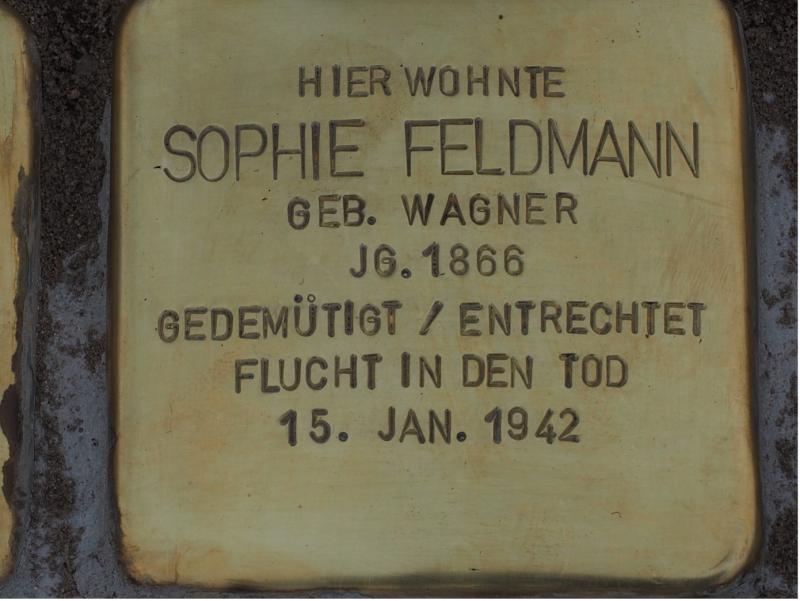 HIER WOHNTE
SOPHIE FELDMANN
GEB. WAGNER
JG. 1866
GEDEMÜTIGT / ENTRECHTET
FLUCHT IN DEN TOD
15. JAN. 1942